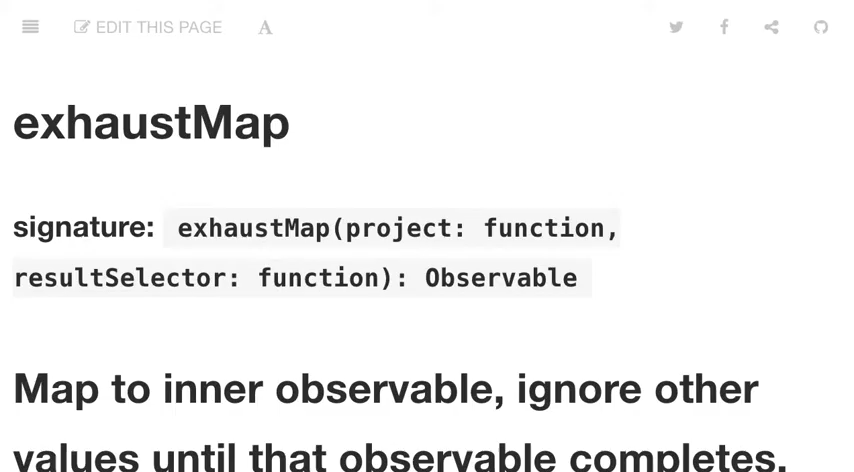 EDIT THIS PAGE A
exhaustMap
signature: exhaustMap(project: function,
resultSelector: function): Observable
Map to inner observable, ignore other
values until that observable completes.